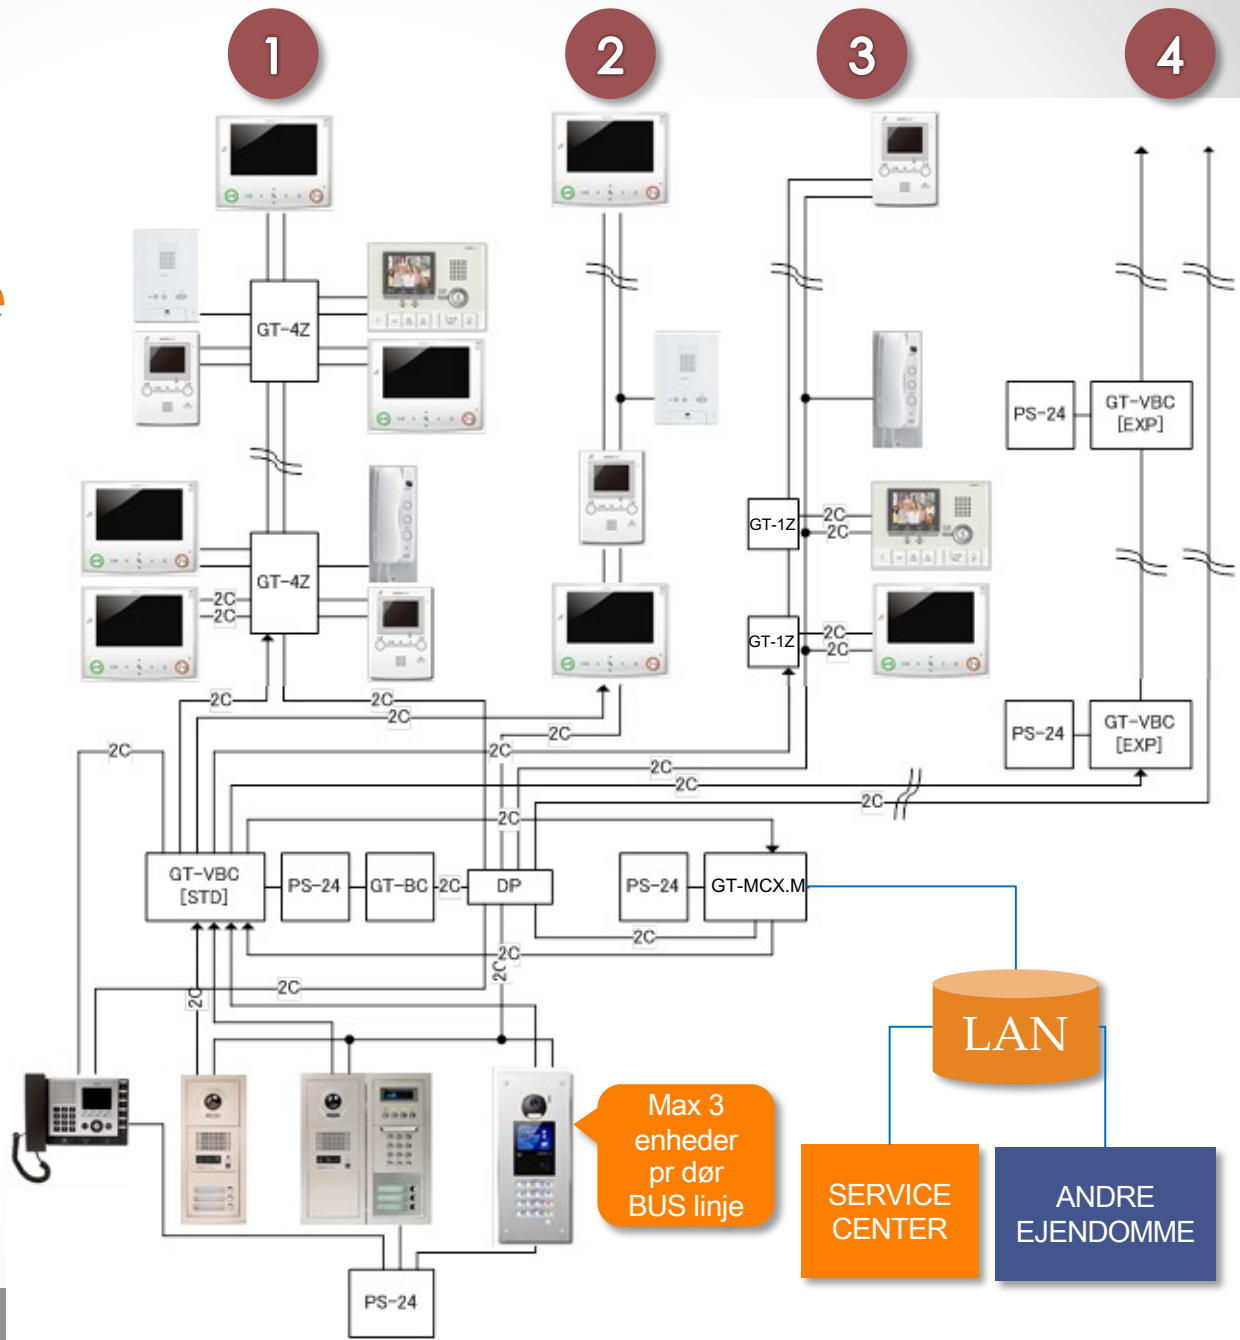 1
2
3
4
e
GT-4Z
GT-4Z
2C
2C
GT-1Z
2C
2C
GT-1Z
2C
2C
PS-24
GT-VBC
[EXP]
PS-24
GT-VBC
[EXP]
2C
2C
2C
2C
2C
2C
2C
2C
2C
2C
GT-VBC
[STD]
PS-24
GT-BC
2C
DP
PS-24
GT-MCX.M
2C
2C
2C
2C
2C
LAN
Max 3
enheder
pr dør
BUS linje
SERVICE
CENTER
ANDRE
EJENDOMME
PS-24